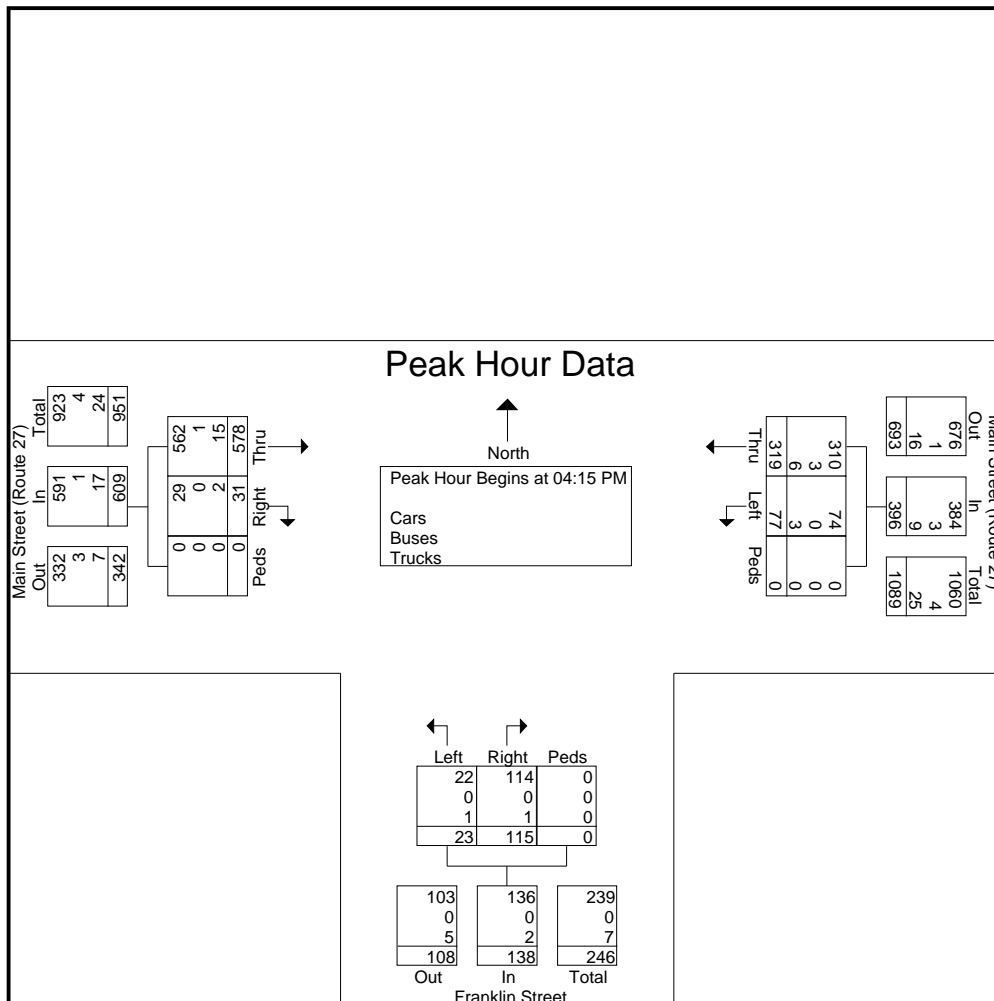 Peak Hour Data
North
Peak Hour Begins at 04:15 PM
Cars
Buses
Trucks
Main Street (Route 27)
Total In Out
923 591 332
4 1 3
24 17 7
951 609 342
Thru Right Peds
562 29 0
1 0 0
15 2 0
578 31 0
Main Street (Route 27)
Out In Total
676 384 1060
1 3 4
16 9 25
693 396 1089
Thru Left Peds
310 74 0
3 0 0
6 3 0
319 77 0
Left Right Peds
22 114 0
0 0 0
1 1 0
23 115 0
103 136 239
0 0 0
5 2 7
108 138 246
Out In Total
Franklin Street